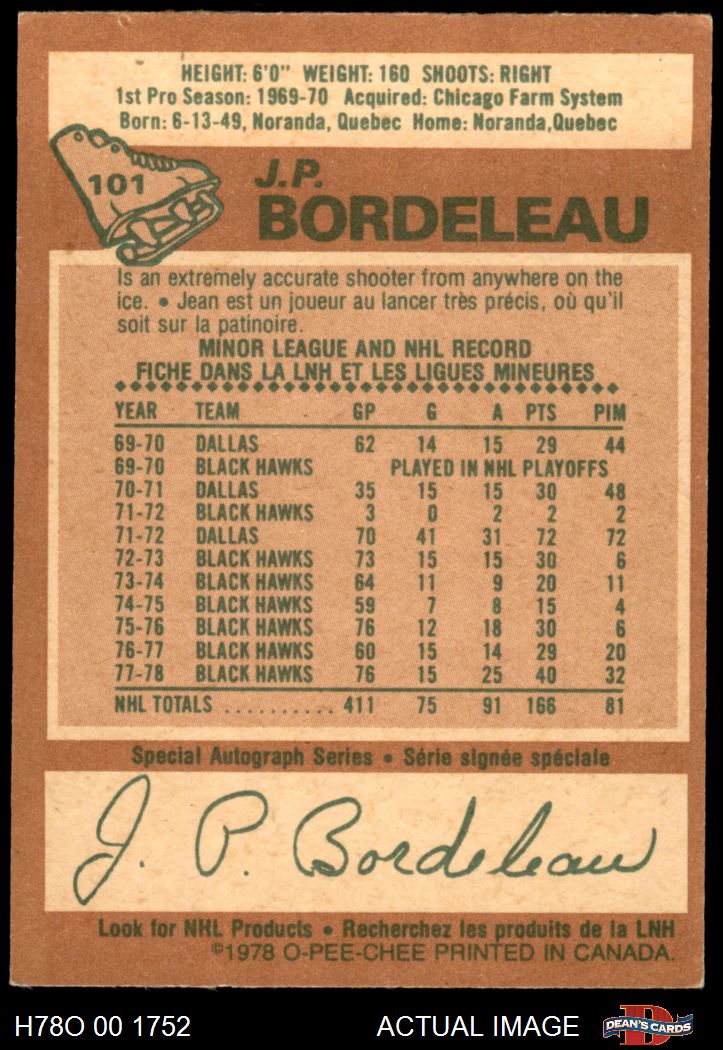 HEIGHT: 6'0" WEIGHT: 160 SHOOTS: RIGHT
1st Pro Season: 1969-70 Acquired: Chicago Farm System
Born: 6-13-49, Noranda, Quebec Home: Noranda,Quebec
101
J.P.
BORDELEAU
Is an extremely accurate shooter from anywhere on the
ice. • Jean est un joueur au lancer très précis, où qu'il
soit sur la patinoire.
MINOR LEAGUE AND NHL RECORD
FICHE DANS LA LNH ET LES LIGUES MINEURES
YEAR TEAM GP G A PTS PIM
69-70 DALLAS 62 14 15 29 44
69-70 BLACK HAWKS PLAYED IN NHL PLAYOFFS
70-71 DALLAS 35 15 15 30 48
71-72 BLACK HAWKS 3 0 2 2 2
71-72 DALLAS 70 41 31 72 72
72-73 BLACK HAWKS 73 15 15 30 6
73-74 BLACK HAWKS 64 11 9 20 11
74-75 BLACK HAWKS 59 7 8 15 4
75-76 BLACK HAWKS 76 12 18 30 6
76-77 BLACK HAWKS 60 15 14 29 20
77-78 BLACK HAWKS 76 15 25 40 32
NHL TOTALS .......... 411 75 91 166 81
Special Autograph Series • Série signée spéciale
J. P. Bordeleau
Look for NHL Products • Recherchez les produits de la LNH
©1978 O-PEE-CHEE PRINTED IN CANADA.
H78O 00 1752 ACTUAL IMAGE D DEAN'S CARDS